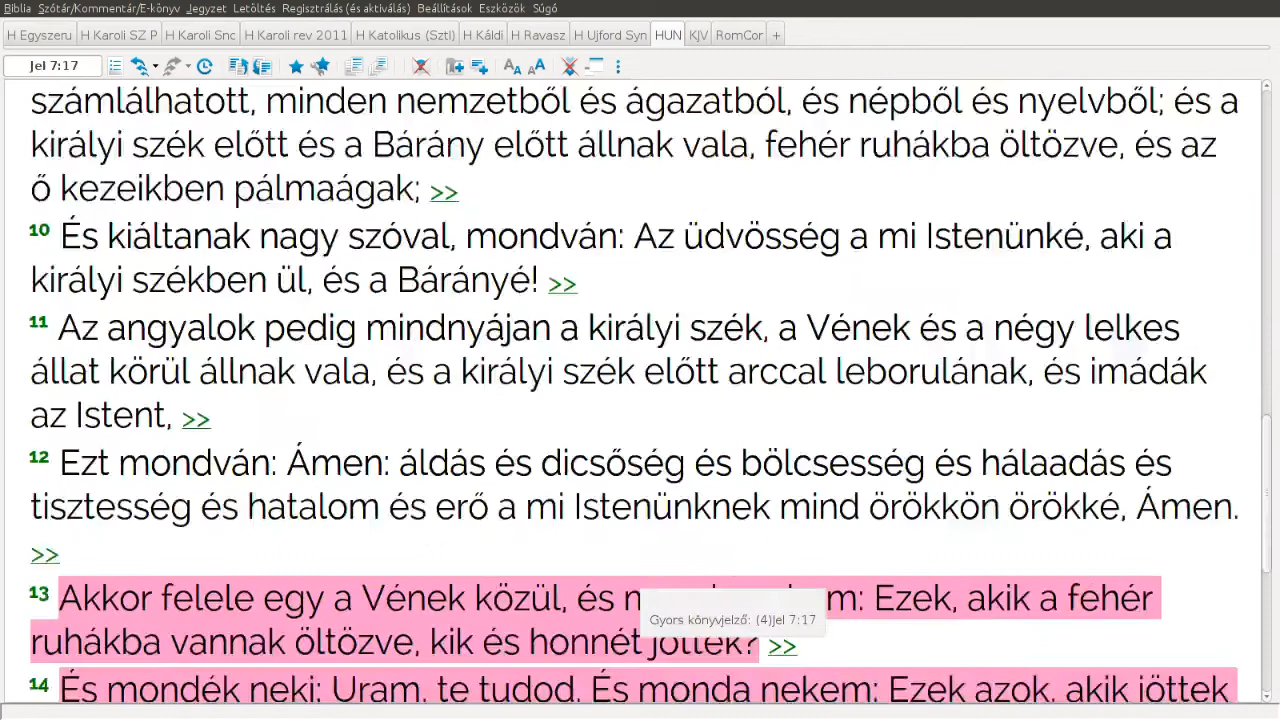 Biblia Szótár/Kommentár/E-könyv Jegyzet Letöltés Regisztrálás (és aktiválás) Beállítások Eszközök Súgó
H Egyszeru H Karoli SZ P H Karoli Snc H Karoli rev 2011 H Katolikus (Sztl) H Káldi H Ravasz H Ujford Syn HUN KJV RomCor +
Jel 7:17
számlálhatott, minden nemzetből és ágazatból, és népből és nyelvből; és a
királyi szék előtt és a Bárány előtt állnak vala, fehér ruhákba öltözve, és az
ő kezeikben pálmaágak; >>
10 És kiáltanak nagy szóval, mondván: Az üdvösség a mi Istenünké, aki a
királyi székben ül, és a Bárányé! >>
11 Az angyalok pedig mindnyájan a királyi szék, a Vének és a négy lelkes
állat körül állnak vala, és a királyi szék előtt arccal leborulának, és imádák
az Istent, >>
12 Ezt mondván: Ámen: áldás és dicsőség és bölcsesség és hálaadás és
tisztesség és hatalom és erő a mi Istenünknek mind örökkön örökké, Ámen.
>>
13 Akkor felele egy a Vének közül, és Ezek, akik a fehér
Gyors könyvjelző: (4)Jel 7:17
ruhákba vannak öltözve, kik és honnét jöttek? >>
14 És mondék neki: Uram, te tudod. És monda nekem: Ezek azok, akik jöttek